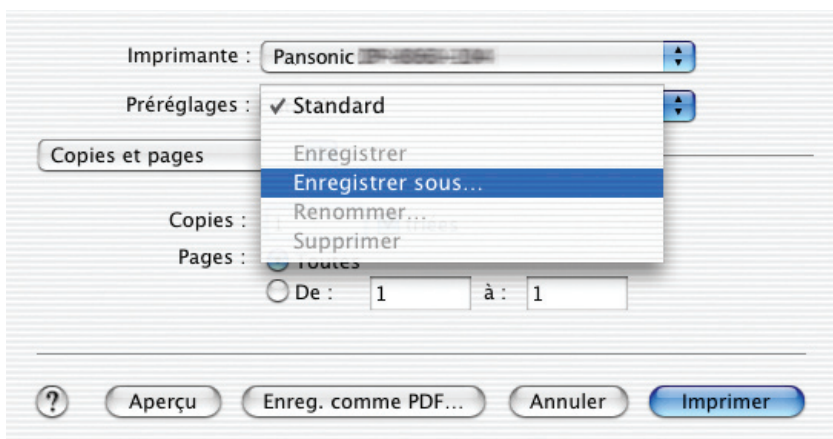 Imprimante : Pansonic
Préréglages : ✓ Standard
Copies et pages
Enregistrer
Enregistrer sous...
Copies : Renommer...
Supprimer
Pages : Toutes
De : 1 à : 1
? Aperçu Enreg. comme PDF... Annuler Imprimer